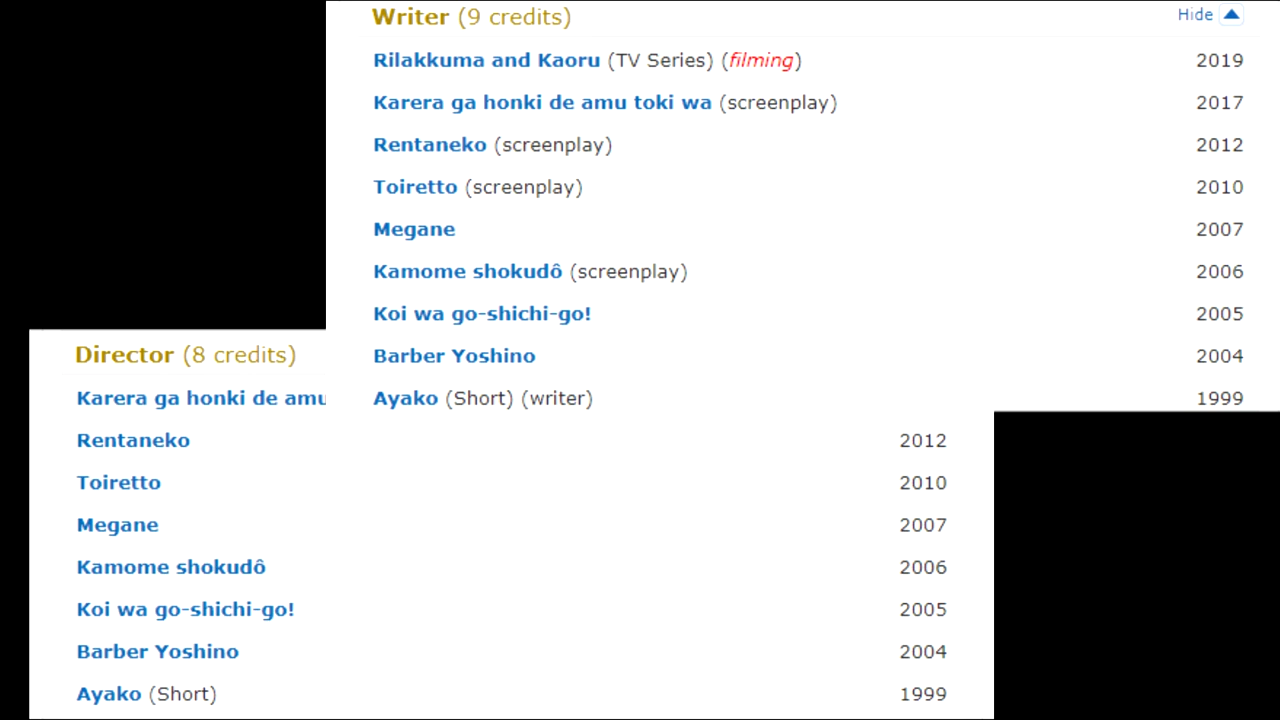 Writer (9 credits) Hide
Rilakkuma and Kaoru (TV Series) (filming) 2019
Karera ga honki de amu toki wa (screenplay) 2017
Rentaneko (screenplay) 2012
Toiretto (screenplay) 2010
Megane 2007
Kamome shokudô (screenplay) 2006
Koi wa go-shichi-go! 2005
Barber Yoshino 2004
Ayako (Short) (writer) 1999
Director (8 credits)
Karera ga honki de amu
Rentaneko 2012
Toiretto 2010
Megane 2007
Kamome shokudô 2006
Koi wa go-shichi-go! 2005
Barber Yoshino 2004
Ayako (Short) 1999